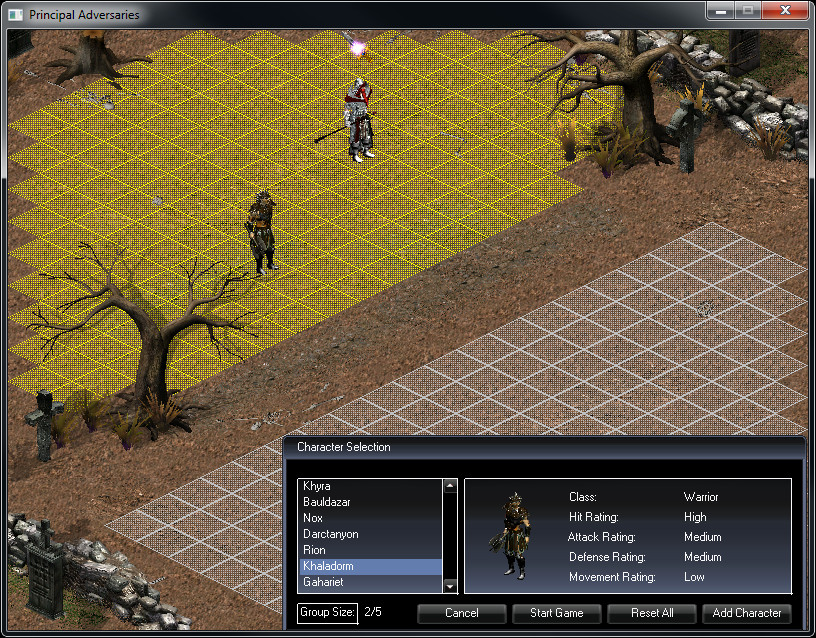 Principal Adversaries
Character Selection
Khyra
Bauldazar
Nox
Darctanyon
Rion
Khaladorm
Gahariet
Class: Warrior
Hit Rating: High
Attack Rating: Medium
Defense Rating: Medium
Movement Rating: Low
Group Size: 2/5
Cancel
Start Game
Reset All
Add Character